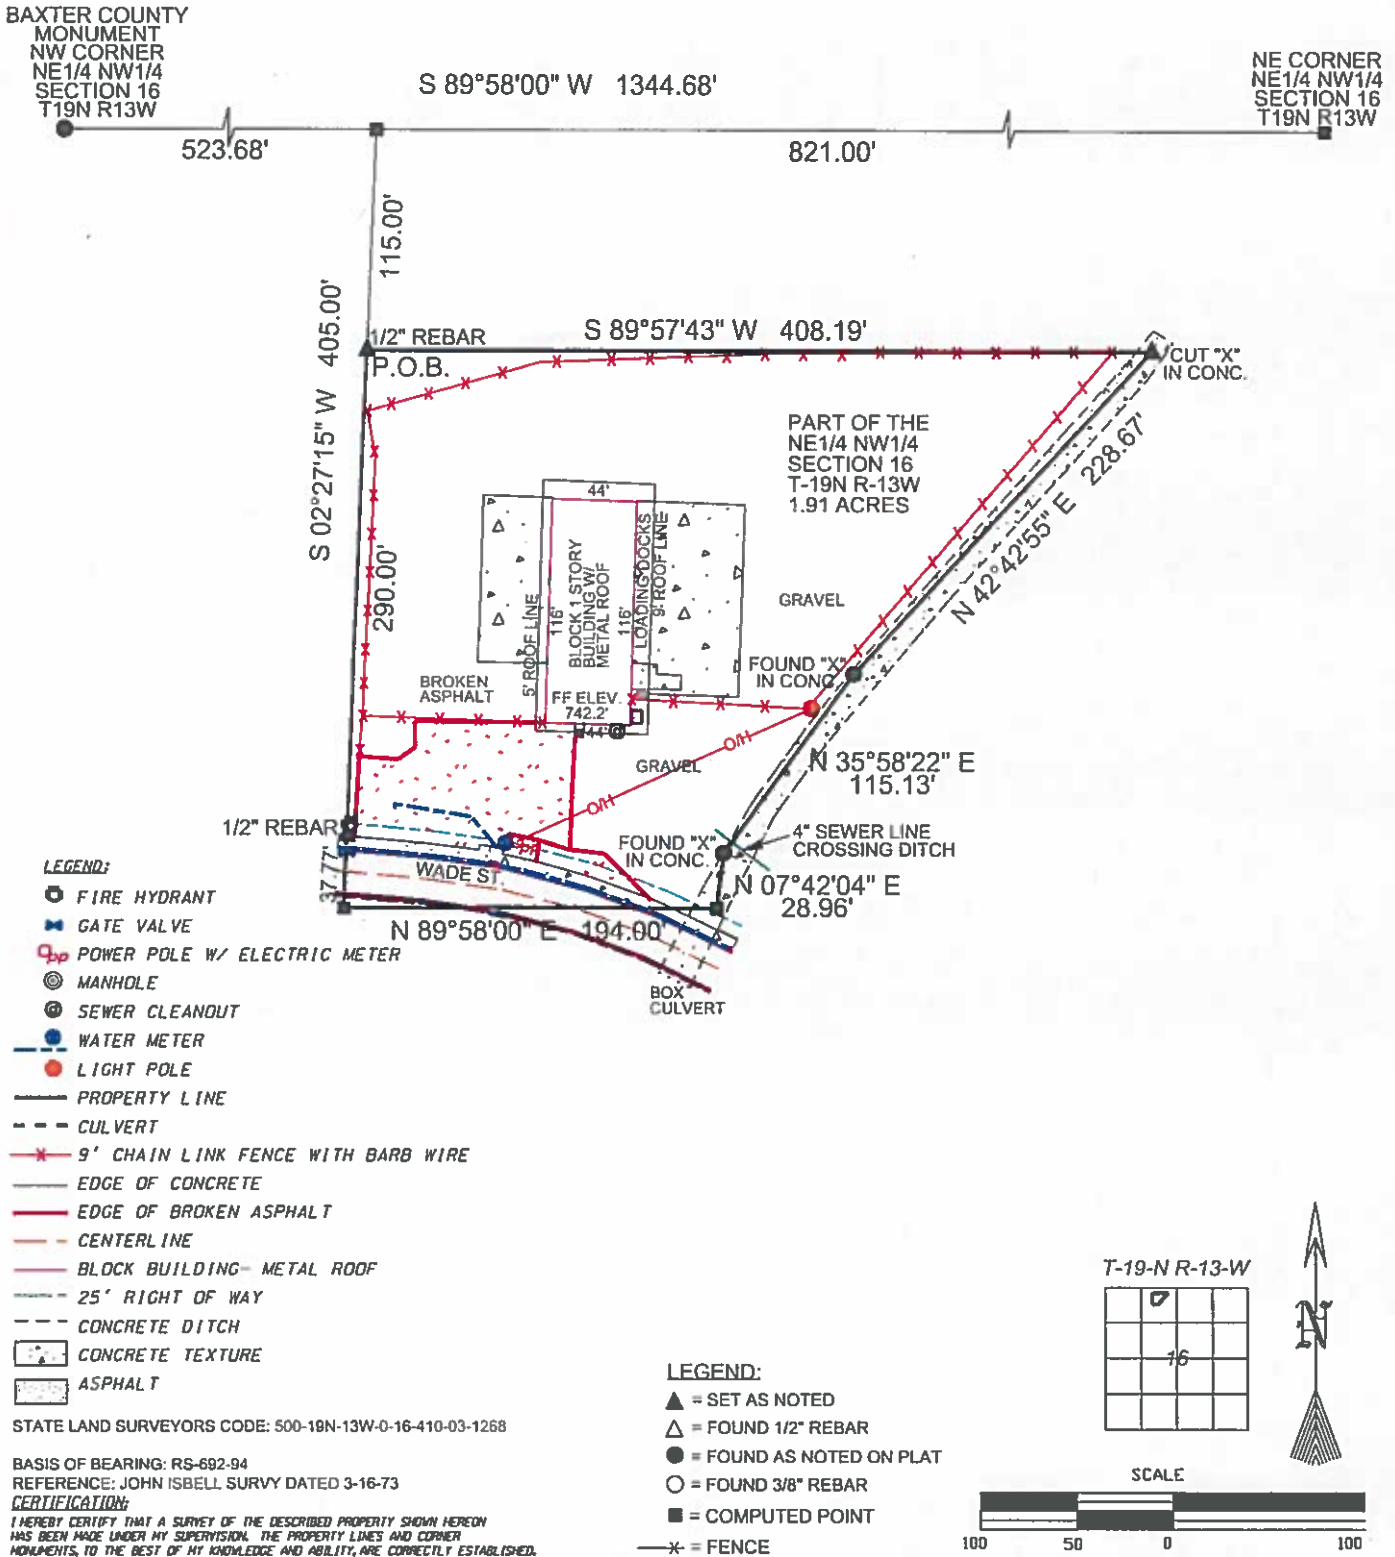 BAXTER COUNTY
MONUMENT
NW CORNER
NE1/4 NW1/4
SECTION 16
T19N R13W
S 89°58'00" W 1344.68'
NE CORNER
NE1/4 NW1/4
SECTION 16
T19N R13W
523.68'
821.00'
115.00'
S 02°27'15" W 405.00'
1/2" REBAR
P.O.B.
S 89°57'43" W 408.19'
CUT "X"
IN CONC.
PART OF THE
NE1/4 NW1/4
SECTION 16
T-19N R-13W
1.91 ACRES
N 42°42'55" E 228.67'
290.00'
44'
116'
BLOCK 1 STORY
BUILDING W/
METAL ROOF
116'
LOADING DOCKS
9' ROOF LINE
5' ROOF LINE
GRAVEL
FOUND "X"
IN CONC.
BROKEN
ASPHALT
FF ELEV.
742.2'
44'
O/H
GRAVEL
O/H
N 35°58'22" E
115.13'
1/2" REBAR
FOUND "X"
IN CONC.
4" SEWER LINE
CROSSING DITCH
PP
WADE ST.
37.77'
N 07°42'04" E
28.96'
N 89°58'00" E 194.00'
BOX
CULVERT
LEGEND:
FIRE HYDRANT
GATE VALVE
PP POWER POLE W/ ELECTRIC METER
MANHOLE
SEWER CLEANOUT
WATER METER
LIGHT POLE
PROPERTY LINE
CULVERT
9' CHAIN LINK FENCE WITH BARB WIRE
EDGE OF CONCRETE
EDGE OF BROKEN ASPHALT
CENTERLINE
BLOCK BUILDING- METAL ROOF
25' RIGHT OF WAY
CONCRETE DITCH
CONCRETE TEXTURE
ASPHALT
STATE LAND SURVEYORS CODE: 500-19N-13W-0-16-410-03-1268
BASIS OF BEARING: RS-692-94
REFERENCE: JOHN ISBELL SURVY DATED 3-16-73
CERTIFICATION:
I HEREBY CERTIFY THAT A SURVEY OF THE DESCRIBED PROPERTY SHOWN HEREON
HAS BEEN MADE UNDER MY SUPERVISION. THE PROPERTY LINES AND CORNER
MONUMENTS, TO THE BEST OF MY KNOWLEDGE AND ABILITY, ARE CORRECTLY ESTABLISHED.
LEGEND:
= SET AS NOTED
= FOUND 1/2" REBAR
= FOUND AS NOTED ON PLAT
= FOUND 3/8" REBAR
= COMPUTED POINT
= FENCE
T-19-N R-13-W
16
N
SCALE
100 50 0 100